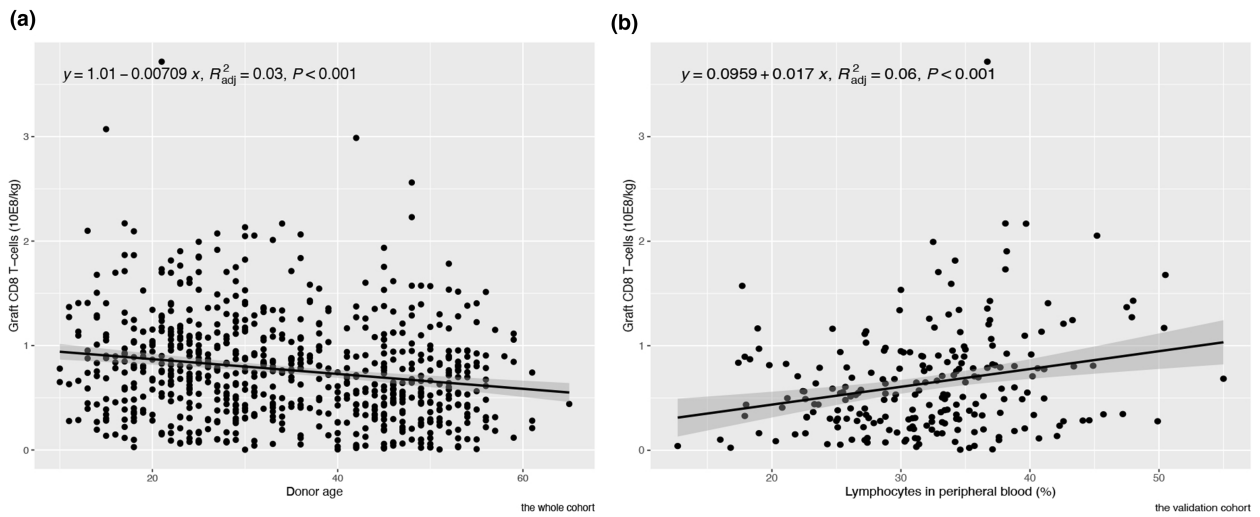 (a)
y = 1.01 − 0.00709 x, R²adj = 0.03, P < 0.001
Graft CD8 T−cells (10E8/kg)
3
2
1
0
20 40 60
Donor age
the whole cohort
(b)
y = 0.0959 + 0.017 x, R²adj = 0.06, P < 0.001
Graft CD8 T−cells (10E8/kg)
3
2
1
0
20 30 40 50
Lymphocytes in peripheral blood (%)
the validation cohort